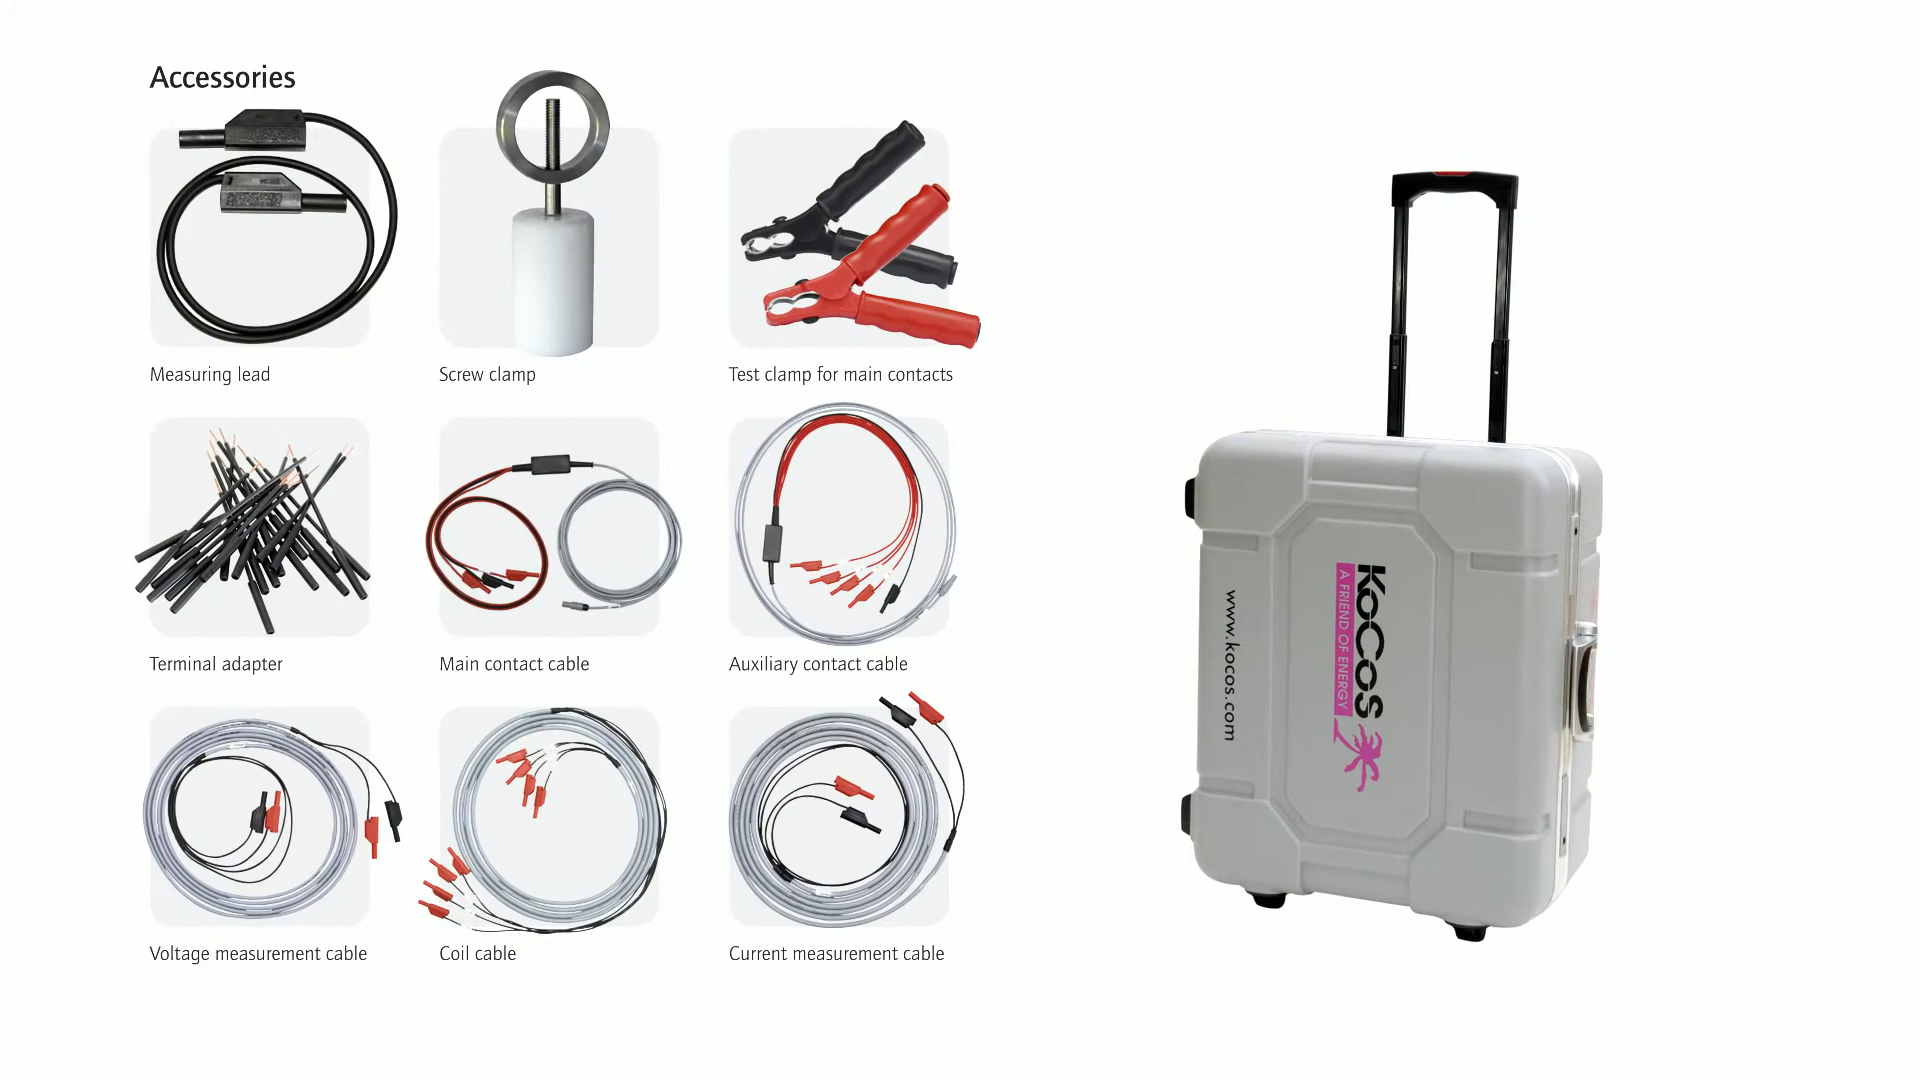 Accessories
Measuring lead
Screw clamp
Test clamp for main contacts
Terminal adapter
Main contact cable
Auxiliary contact cable
Voltage measurement cable
Coil cable
Current measurement cable
KoCoS
A FRIEND OF ENERGY
www.kocos.com